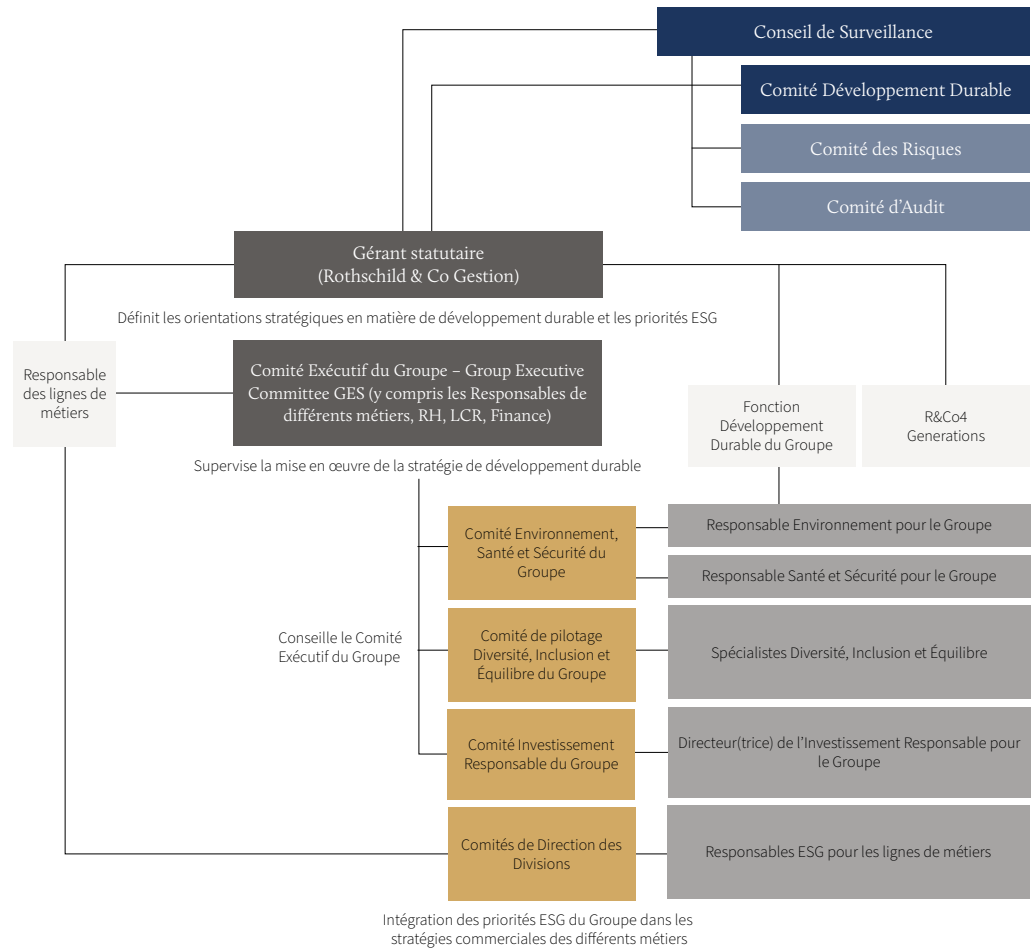 Conseil de Surveillance
Comité Développement Durable
Comité des Risques
Comité d'Audit
Gérant statutaire
(Rothschild & Co Gestion)
Définit les orientations stratégiques en matière de développement durable et les priorités ESG
Responsable
des lignes de
métiers
Comité Exécutif du Groupe – Group Executive
Committee GES (y compris les Responsables de
différents métiers, RH, LCR, Finance)
Fonction
Développement
Durable du Groupe
R&Co4
Generations
Supervise la mise en œuvre de la stratégie de développement durable
Comité Environnement,
Santé et Sécurité du
Groupe
Responsable Environnement pour le Groupe
Responsable Santé et Sécurité pour le Groupe
Conseille le Comité
Exécutif du Groupe
Comité de pilotage
Diversité, Inclusion et
Équilibre du Groupe
Spécialistes Diversité, Inclusion et Équilibre
Comité Investissement
Responsable du Groupe
Directeur(trice) de l'Investissement Responsable pour
le Groupe
Comités de Direction des
Divisions
Responsables ESG pour les lignes de métiers
Intégration des priorités ESG du Groupe dans les
stratégies commerciales des différents métiers